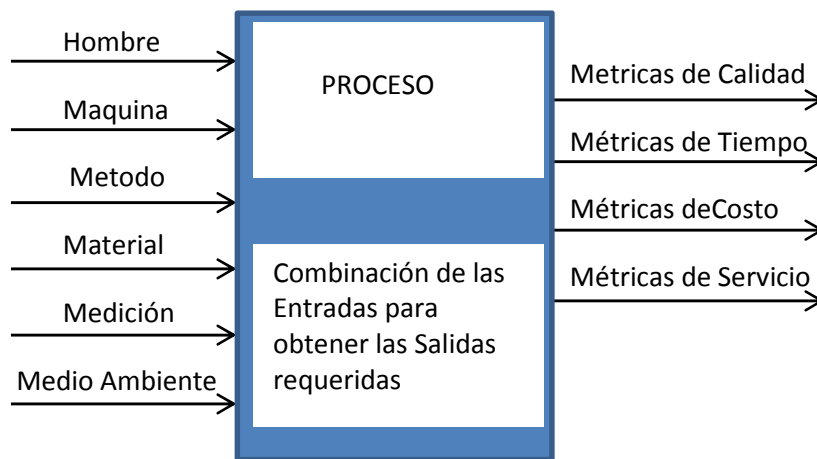 Hombre
Maquina
Metodo
Material
Medición
Medio Ambiente
PROCESO
Combinación de las
Entradas para
obtener las Salidas
requeridas
Metricas de Calidad
Métricas de Tiempo
Métricas deCosto
Métricas de Servicio